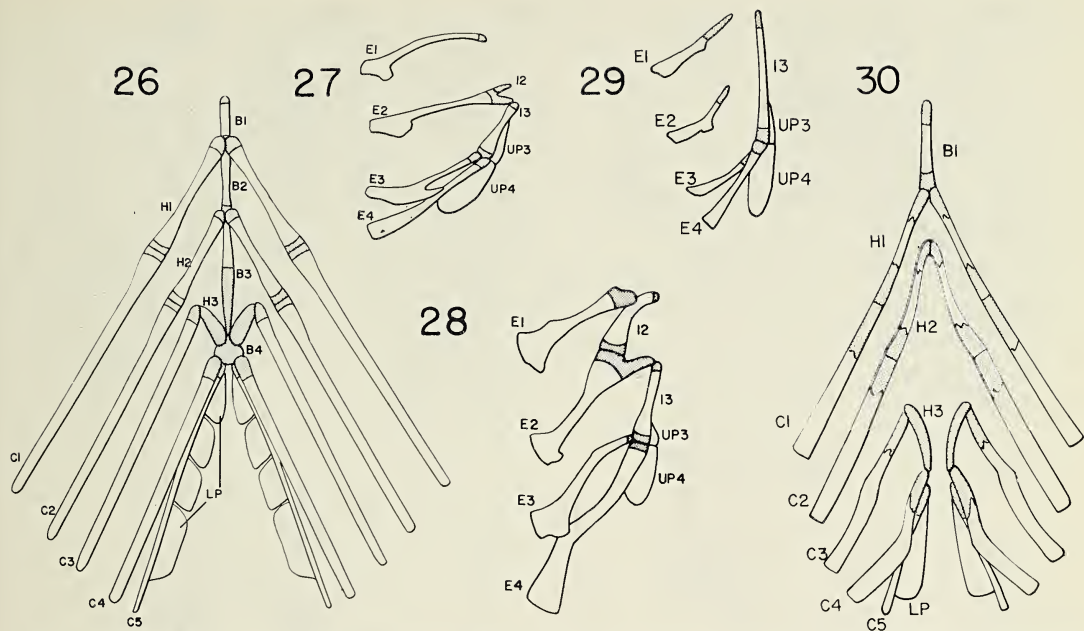 26
B1
B2
H1
H2
B3
H3
B4
LP
C1
C2
C3
C4
C5
27
E1
I2
E2
I3
UP3
E3
UP4
E4
28
E1
I2
E2
I3
UP3
UP4
E3
E4
29
E1
I3
E2
UP3
E3
UP4
E4
30
B1
H1
H2
H3
C1
C2
C3
C4
C5
LP